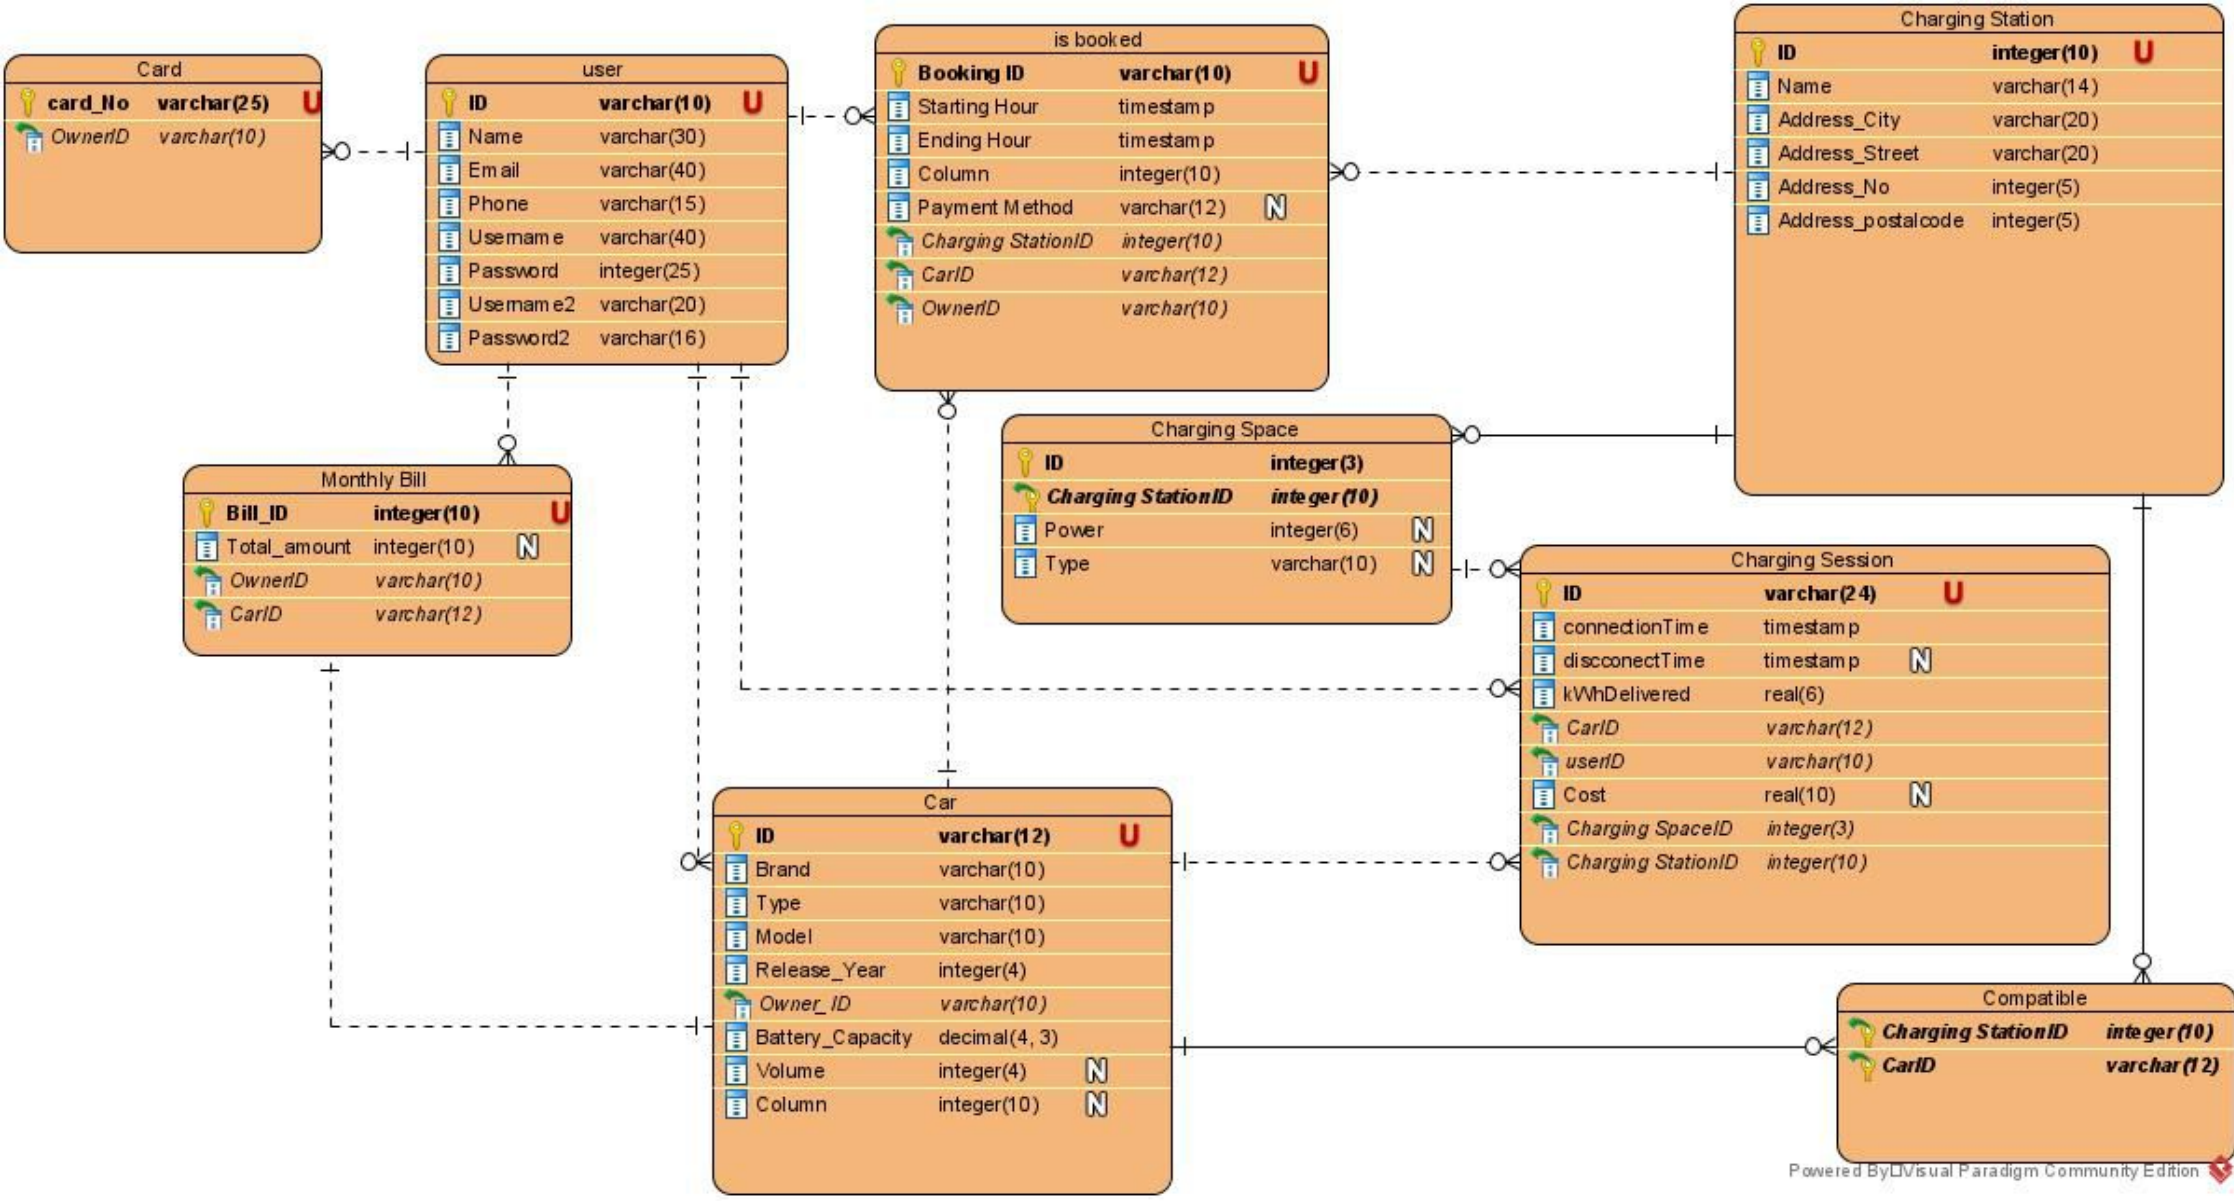 Card
card_No varchar(25) U
OwnerID varchar(10)
user
ID varchar(10) U
Name varchar(30)
Email varchar(40)
Phone varchar(15)
Username varchar(40)
Password integer(25)
Username2 varchar(20)
Password2 varchar(16)
is booked
Booking ID varchar(10) U
Starting Hour timestamp
Ending Hour timestamp
Column integer(10)
Payment Method varchar(12) N
Charging StationID integer(10)
CarID varchar(12)
OwnerID varchar(10)
Charging Station
ID integer(10) U
Name varchar(14)
Address_City varchar(20)
Address_Street varchar(20)
Address_No integer(5)
Address_postalcode integer(5)
Monthly Bill
Bill_ID integer(10) U
Total_amount integer(10) N
OwnerID varchar(10)
CarID varchar(12)
Charging Space
ID integer(3)
Charging StationID integer(10)
Power integer(6) N
Type varchar(10) N
Charging Session
ID varchar(24) U
connectionTime timestamp
discconectTime timestamp N
kWhDelivered real(6)
CarID varchar(12)
userID varchar(10)
Cost real(10) N
Charging SpaceID integer(3)
Charging StationID integer(10)
Car
ID varchar(12) U
Brand varchar(10)
Type varchar(10)
Model varchar(10)
Release_Year integer(4)
Owner_ID varchar(10)
Battery_Capacity decimal(4, 3)
Volume integer(4) N
Column integer(10) N
Compatible
Charging StationID integer(10)
CarID varchar(12)
Powered By□Visual Paradigm Community Edition